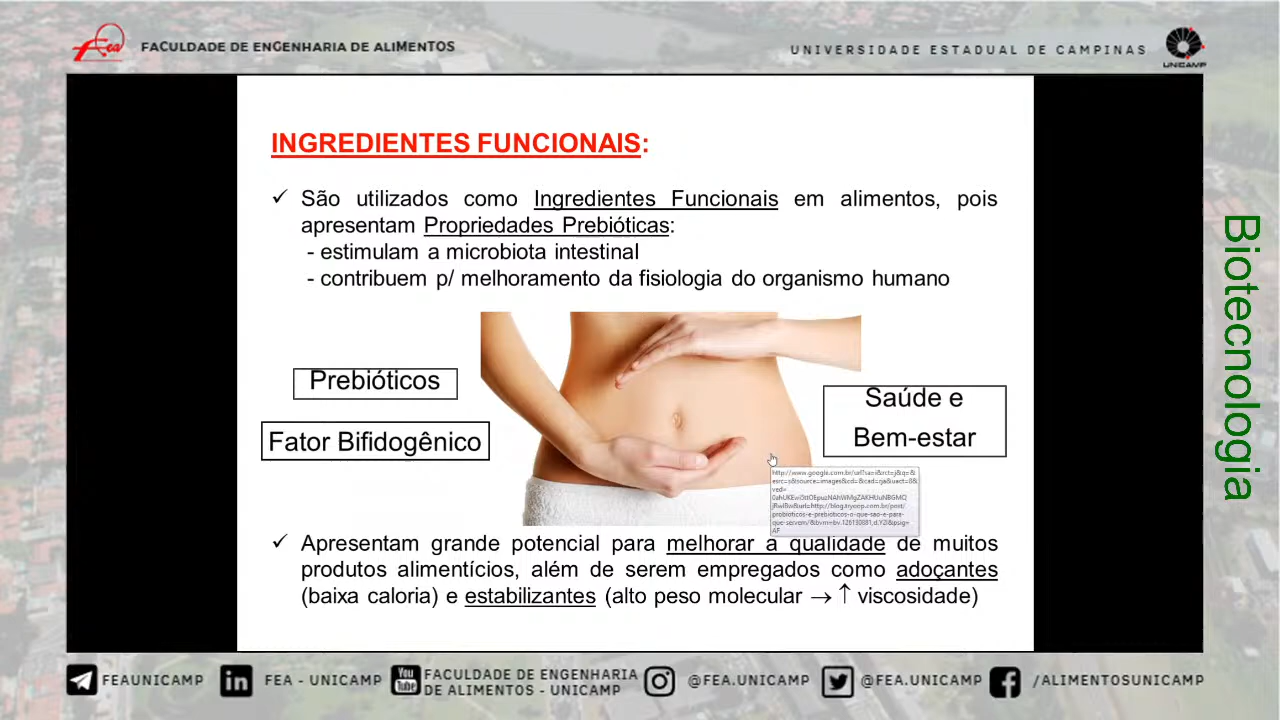 Fea
FACULDADE DE ENGENHARIA DE ALIMENTOS
UNIVERSIDADE ESTADUAL DE CAMPINAS
UNICAMP
INGREDIENTES FUNCIONAIS:
✓ São utilizados como Ingredientes Funcionais em alimentos, pois
apresentam Propriedades Prebióticas:
- estimulam a microbiota intestinal
- contribuem p/ melhoramento da fisiologia do organismo humano
Prebióticos
Fator Bifidogênico
Saúde e
Bem-estar
✓ Apresentam grande potencial para melhorar a qualidade de muitos
produtos alimentícios, além de serem empregados como adoçantes
(baixa caloria) e estabilizantes (alto peso molecular → ↑ viscosidade)
Biotecnologia
FEAUNICAMP
in
FEA - UNICAMP
You
Tube
FACULDADE DE ENGENHARIA
DE ALIMENTOS - UNICAMP
@FEA.UNICAMP
@FEA.UNICAMP
/ALIMENTOSUNICAMP